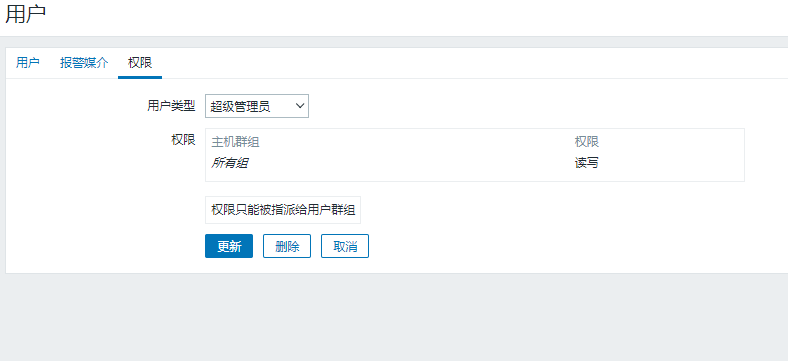 用户
用户 报警媒介 权限
用户类型 超级管理员
权限 主机群组 权限
所有组 读写
权限只能被指派给用户群组
更新 删除 取消